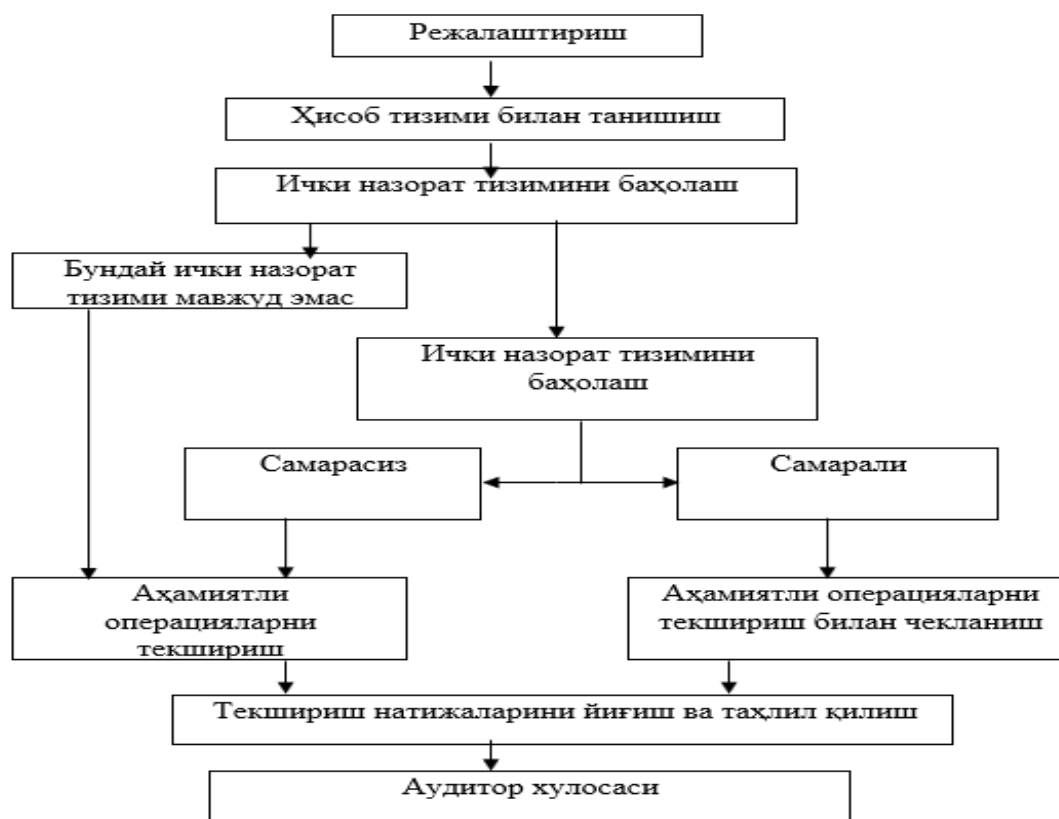 Режалаштириш
Ҳисоб тизими билан танишиш
Ички назорат тизимини баҳолаш
Бундай ички назорат
тизими мавжуд эмас
Ички назорат тизимини
баҳолаш
Самарасиз
Самарали
Аҳамиятли
операцияларни
текшириш
Аҳамиятли операцияларни
текшириш билан чекланиш
Текшириш натижаларини йиғиш ва таҳлил қилиш
Аудитор хулосаси